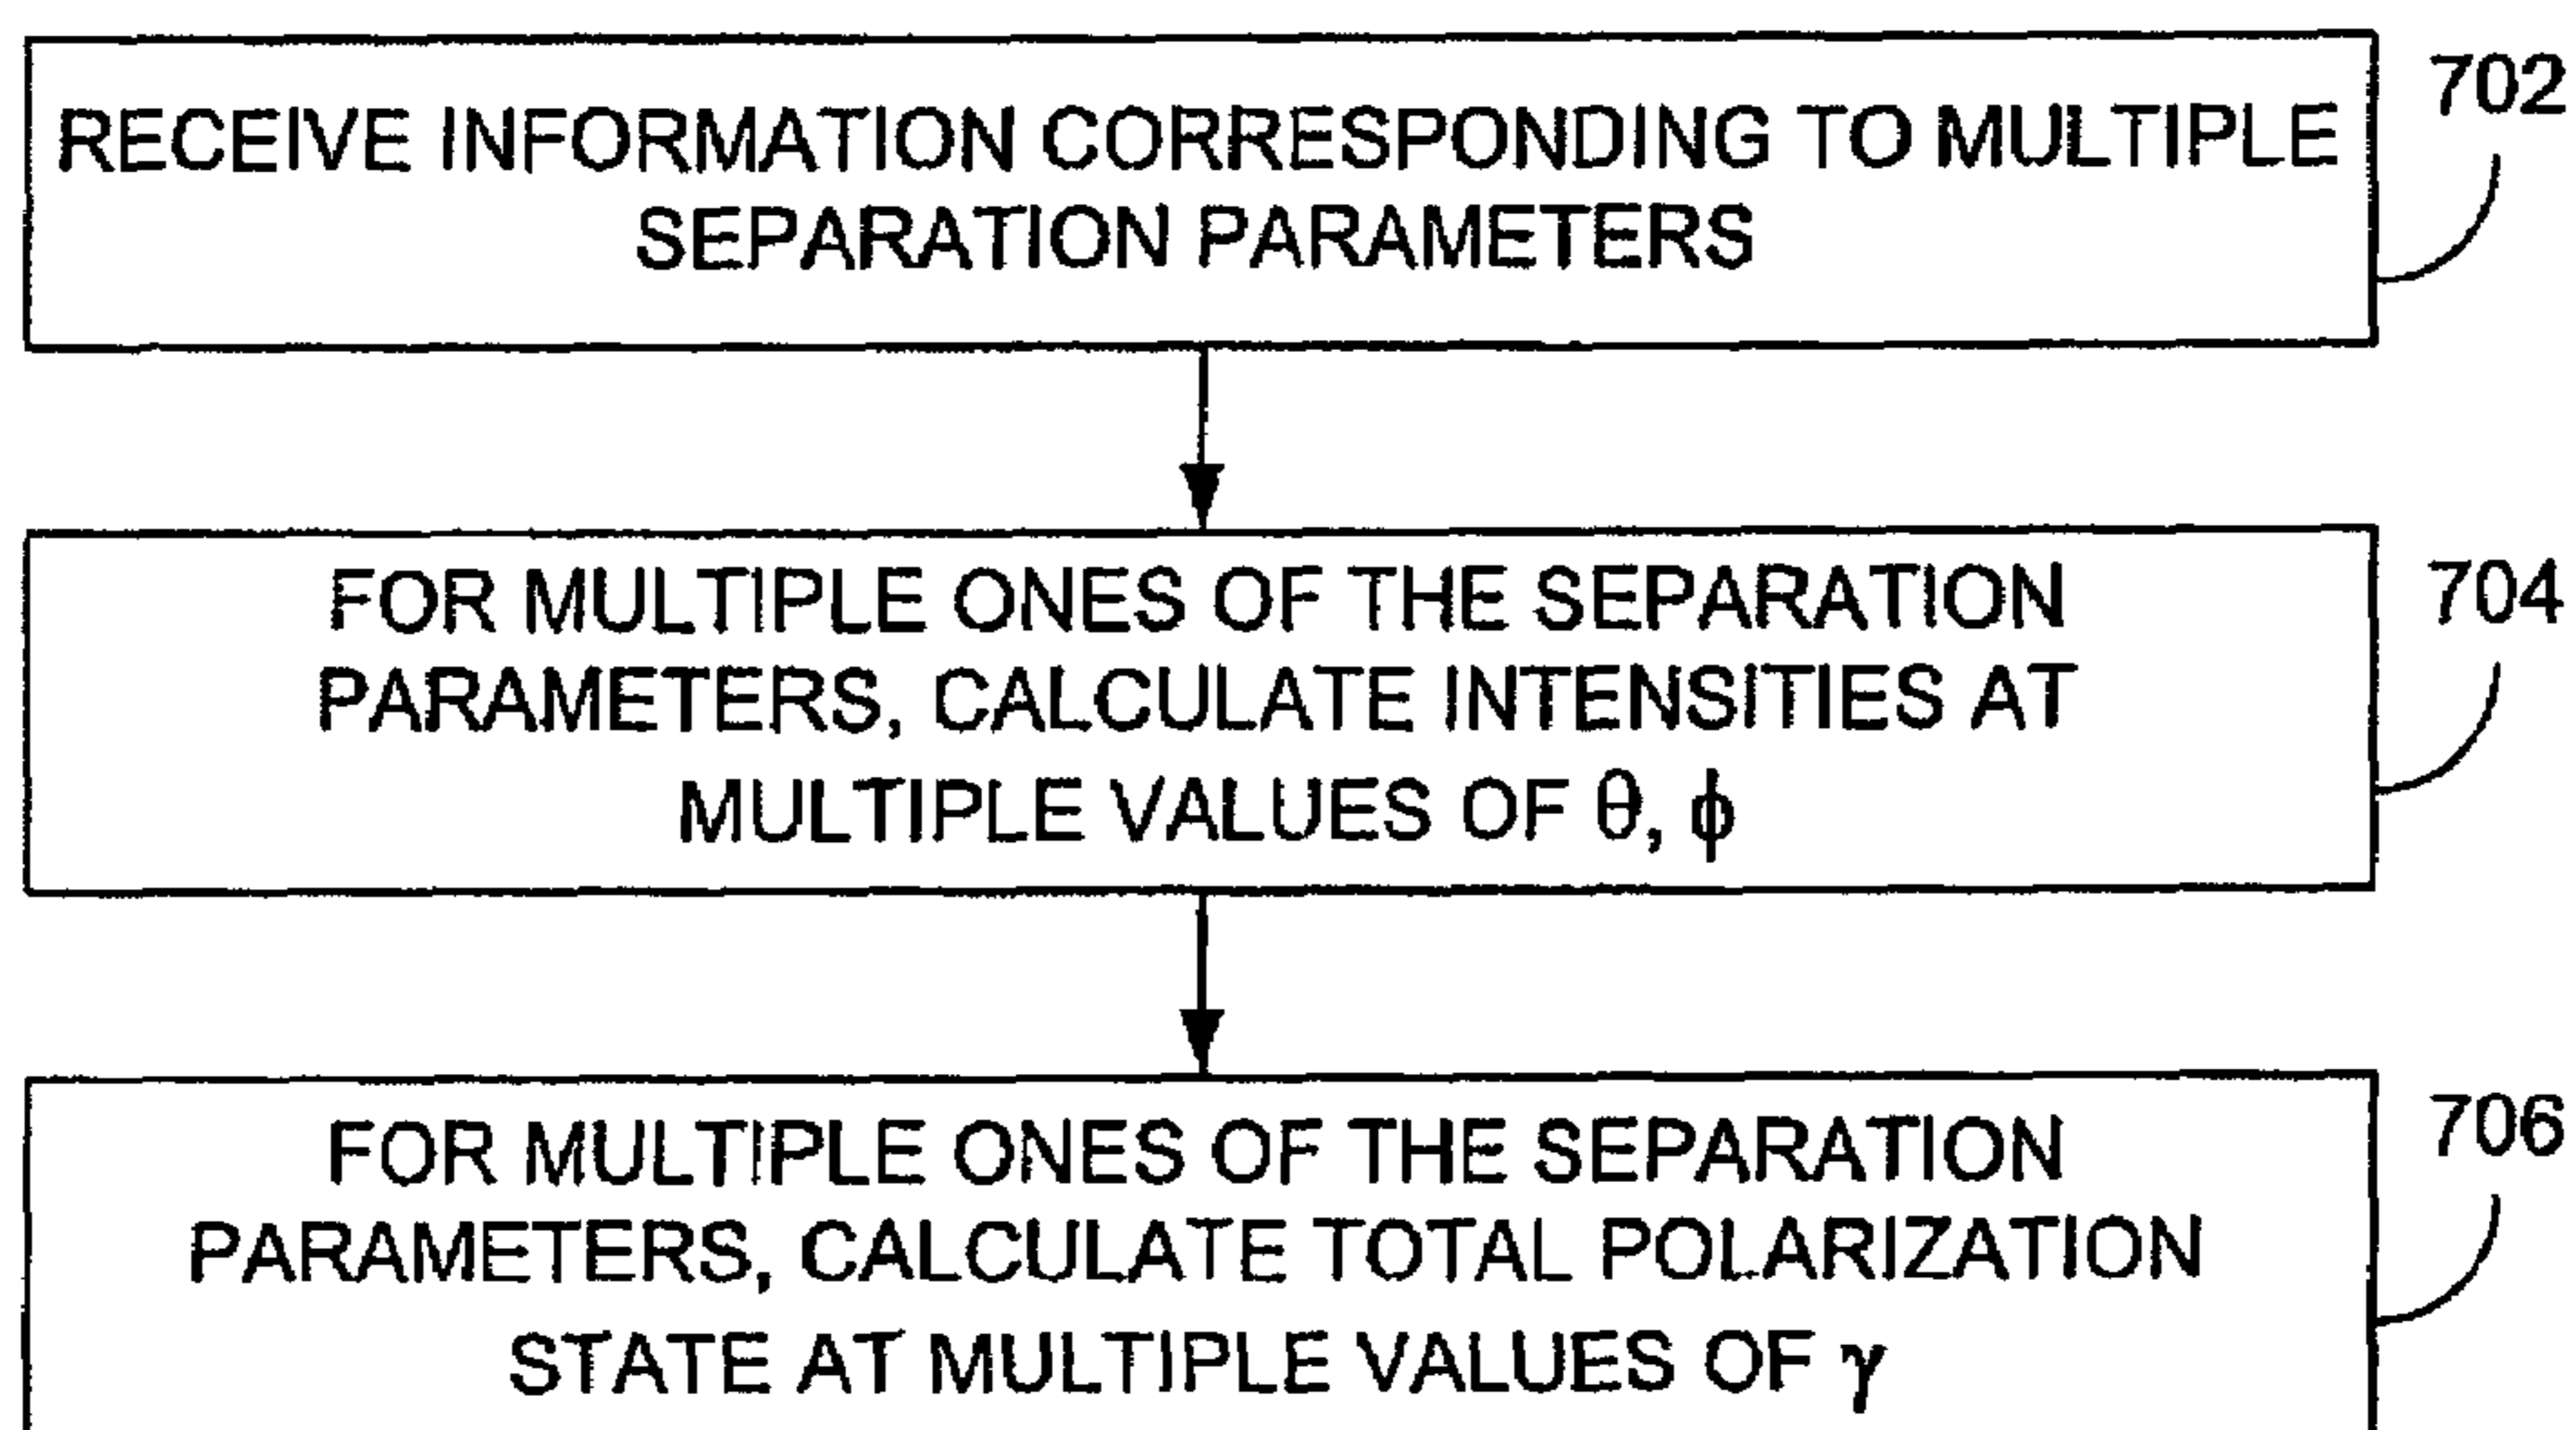 702
RECEIVE INFORMATION CORRESPONDING TO MULTIPLE
SEPARATION PARAMETERS
704
FOR MULTIPLE ONES OF THE SEPARATION
PARAMETERS, CALCULATE INTENSITIES AT
MULTIPLE VALUES OF θ, ϕ
706
FOR MULTIPLE ONES OF THE SEPARATION
PARAMETERS, CALCULATE TOTAL POLARIZATION
STATE AT MULTIPLE VALUES OF γ